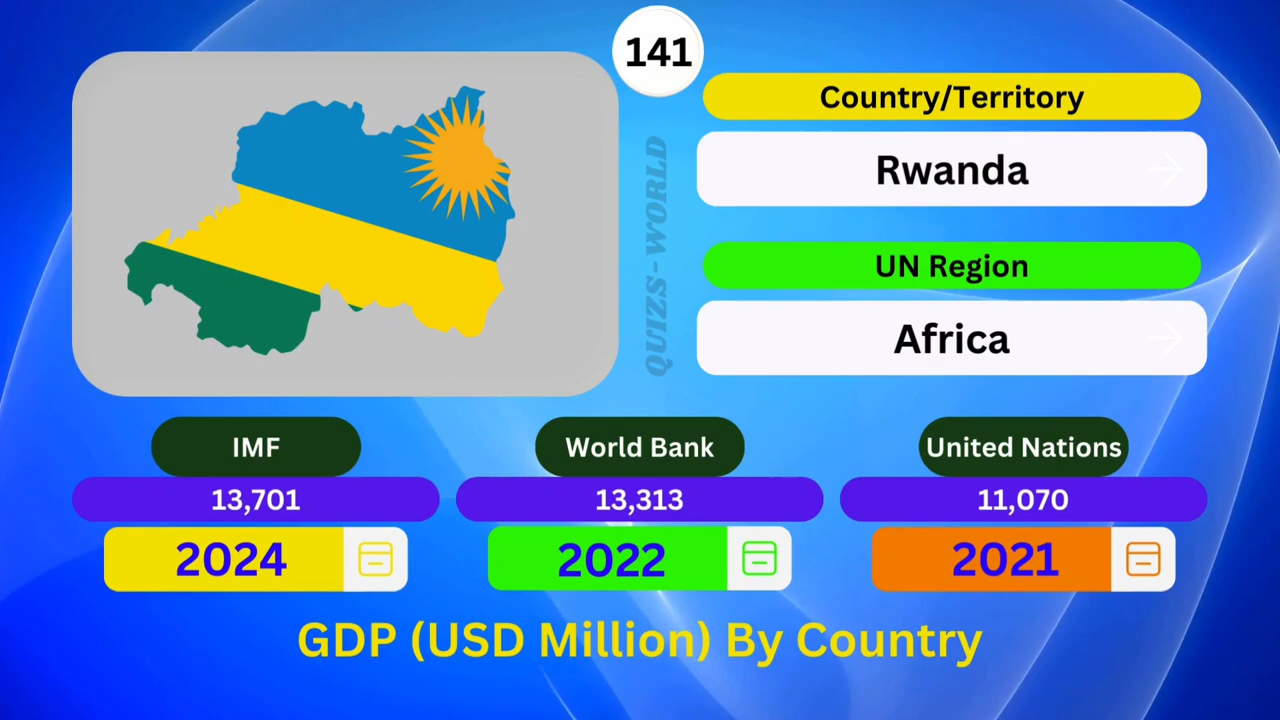 141
Country/Territory
Rwanda
UN Region
Africa
QUIZS-WORLD
IMF
13,701
2024
World Bank
13,313
2022
United Nations
11,070
2021
GDP (USD Million) By Country